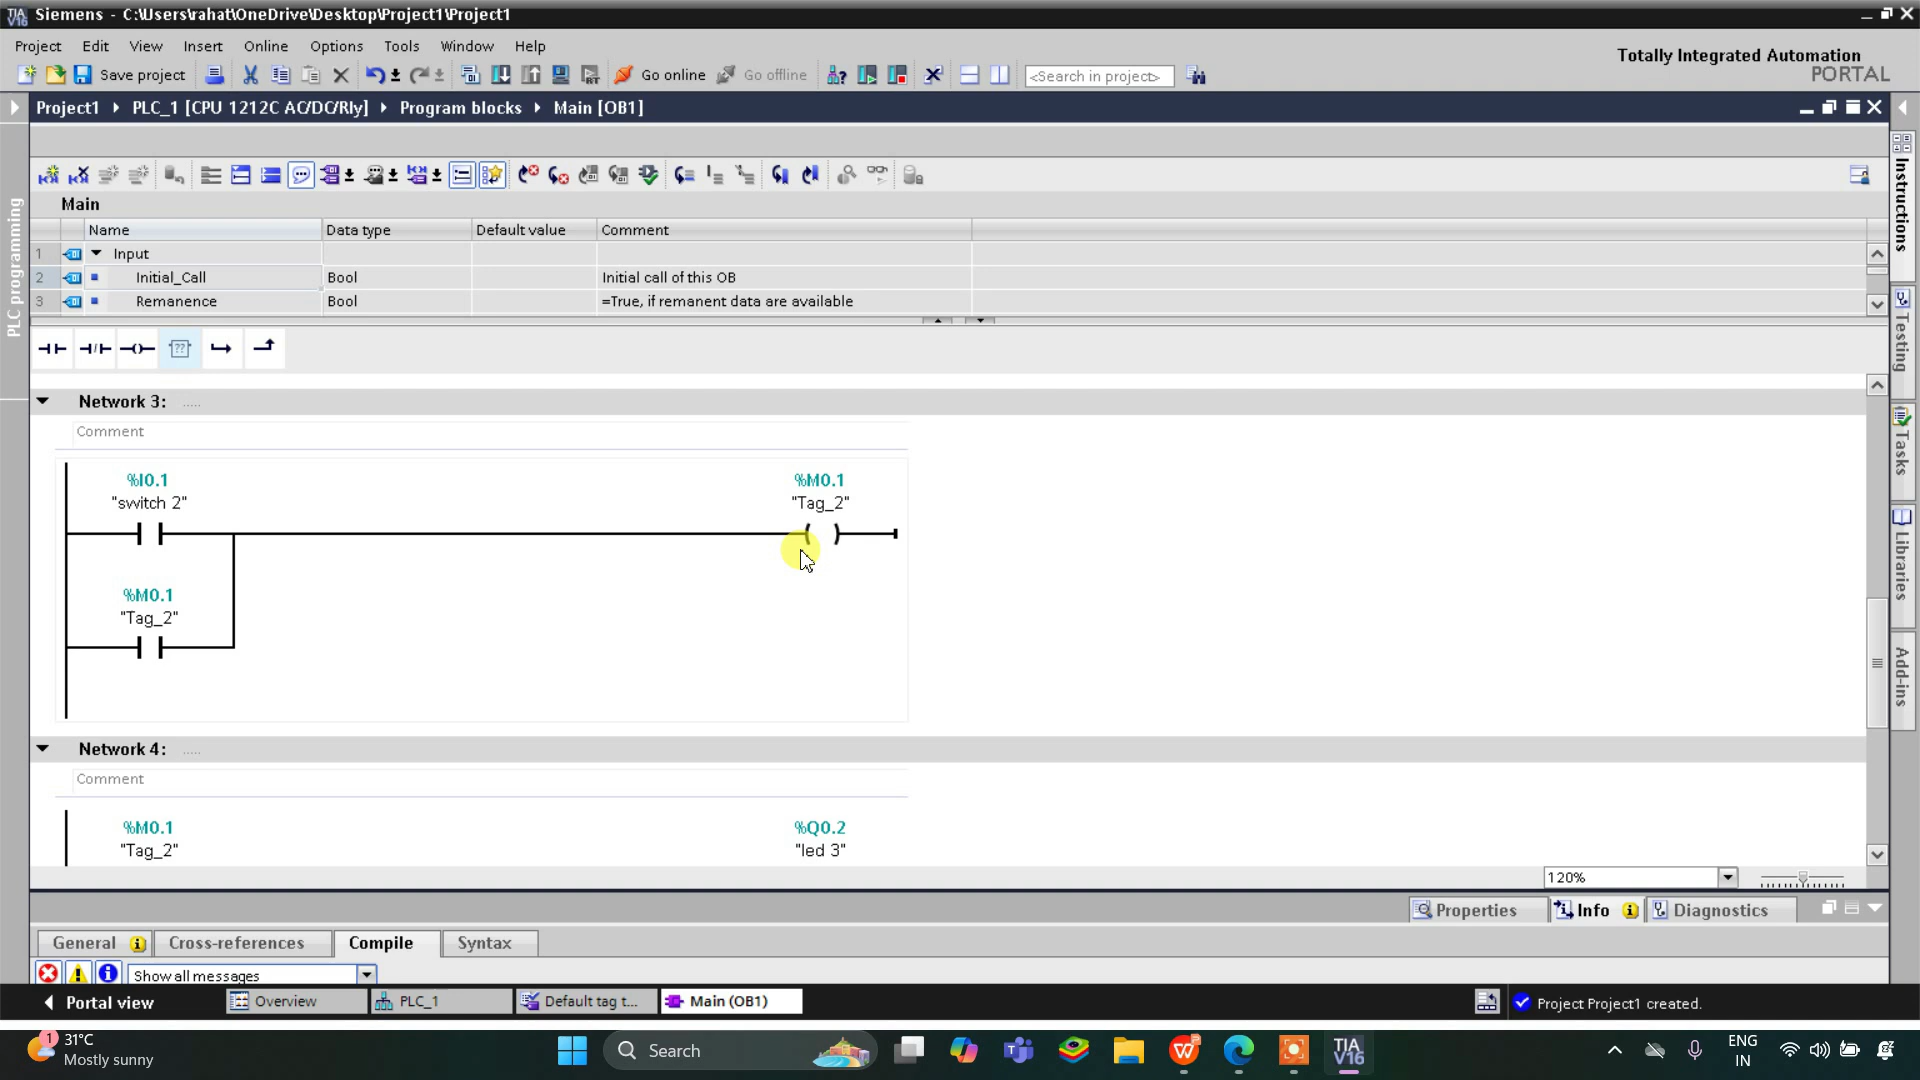 TIA V16 Siemens - C:\Users\rahat\OneDrive\Desktop\Project1\Project1
Project Edit View Insert Online Options Tools Window Help
Totally Integrated Automation
PORTAL
Save project Go online Go offline <Search in project>
Project1 PLC_1 [CPU 1212C AC/DC/Rly] Program blocks Main [OB1]
PLC programming
Main
Name Data type Default value Comment
1 Input
2 Initial_Call Bool Initial call of this OB
3 Remanence Bool =True, if remanent data are available
??
Network 3: .....
Comment
%I0.1 %M0.1
"switch 2" "Tag_2"
%M0.1
"Tag_2"
Network 4: .....
Comment
%M0.1 %Q0.2
"Tag_2" "led 3"
120%
Instructions
Testing
Tasks
Libraries
Add-ins
Properties Info Diagnostics
General Cross-references Compile Syntax
Show all messages
Portal view Overview PLC_1 Default tag t... Main (OB1) Project Project1 created.
1 31°C
Mostly sunny
Search
TIA V16
ENG
IN